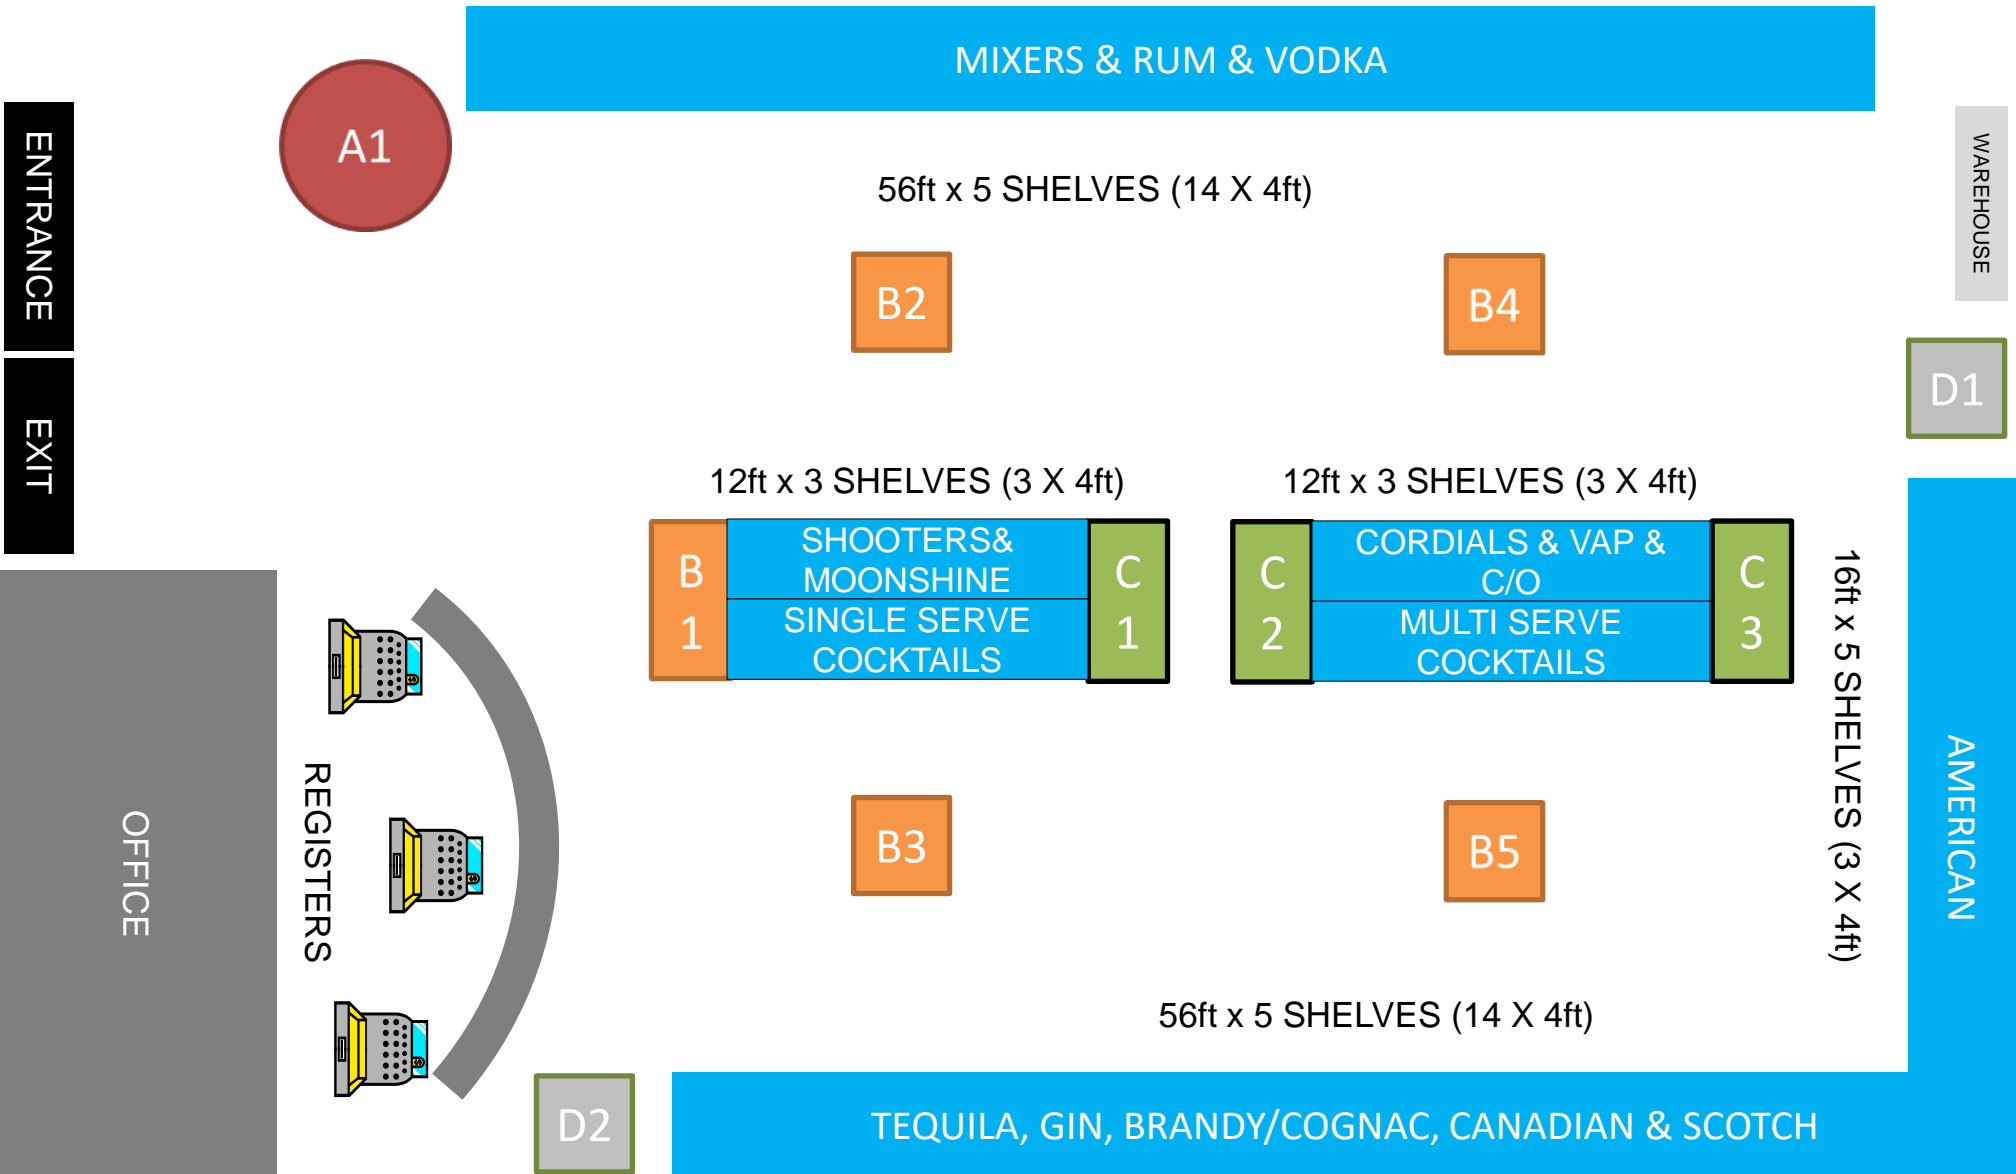 MIXERS & RUM & VODKA
A1
ENTRANCE
WAREHOUSE
56ft x 5 SHELVES (14 X 4ft)
B2
B4
D1
EXIT
12ft x 3 SHELVES (3 X 4ft)
12ft x 3 SHELVES (3 X 4ft)
B
1
SHOOTERS&
MOONSHINE
SINGLE SERVE
COCKTAILS
C
1
C
2
CORDIALS & VAP &
C/O
MULTI SERVE
COCKTAILS
C
3
16ft x 5 SHELVES (3 X 4ft)
AMERICAN
OFFICE
REGISTERS
B3
B5
56ft x 5 SHELVES (14 X 4ft)
D2
TEQUILA, GIN, BRANDY/COGNAC, CANADIAN & SCOTCH